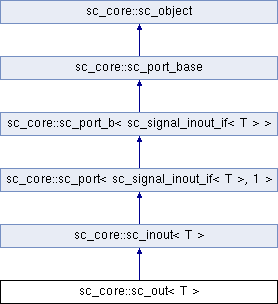 sc_core::sc_object
sc_core::sc_port_base
sc_core::sc_port_b< sc_signal_inout_if< T > >
sc_core::sc_port< sc_signal_inout_if< T >, 1 >
sc_core::sc_inout< T >
sc_core::sc_out< T >